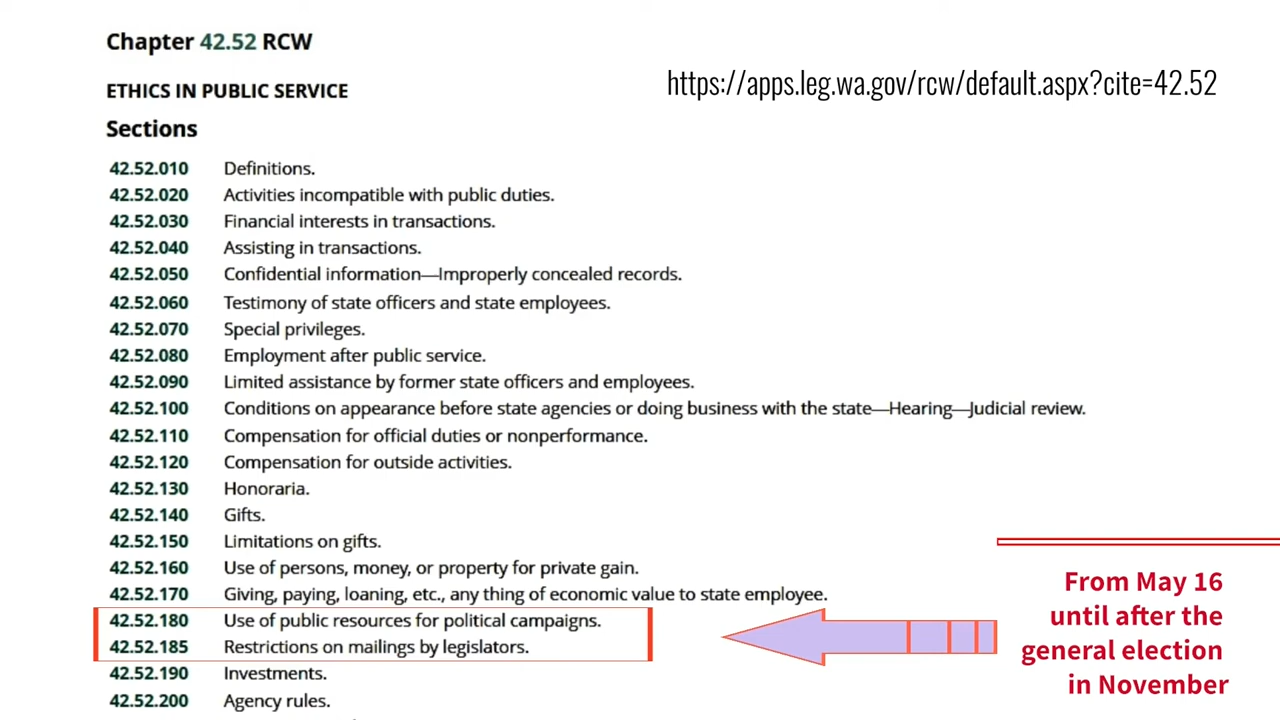 Chapter 42.52 RCW
https://apps.leg.wa.gov/rcw/default.aspx?cite=42.52
ETHICS IN PUBLIC SERVICE
Sections
42.52.010 Definitions.
42.52.020 Activities incompatible with public duties.
42.52.030 Financial interests in transactions.
42.52.040 Assisting in transactions.
42.52.050 Confidential information—Improperly concealed records.
42.52.060 Testimony of state officers and state employees.
42.52.070 Special privileges.
42.52.080 Employment after public service.
42.52.090 Limited assistance by former state officers and employees.
42.52.100 Conditions on appearance before state agencies or doing business with the state—Hearing—Judicial review.
42.52.110 Compensation for official duties or nonperformance.
42.52.120 Compensation for outside activities.
42.52.130 Honoraria.
42.52.140 Gifts.
42.52.150 Limitations on gifts.
42.52.160 Use of persons, money, or property for private gain.
42.52.170 Giving, paying, loaning, etc., any thing of economic value to state employee.
42.52.180 Use of public resources for political campaigns.
42.52.185 Restrictions on mailings by legislators.
42.52.190 Investments.
42.52.200 Agency rules.
From May 16
until after the
general election
in November